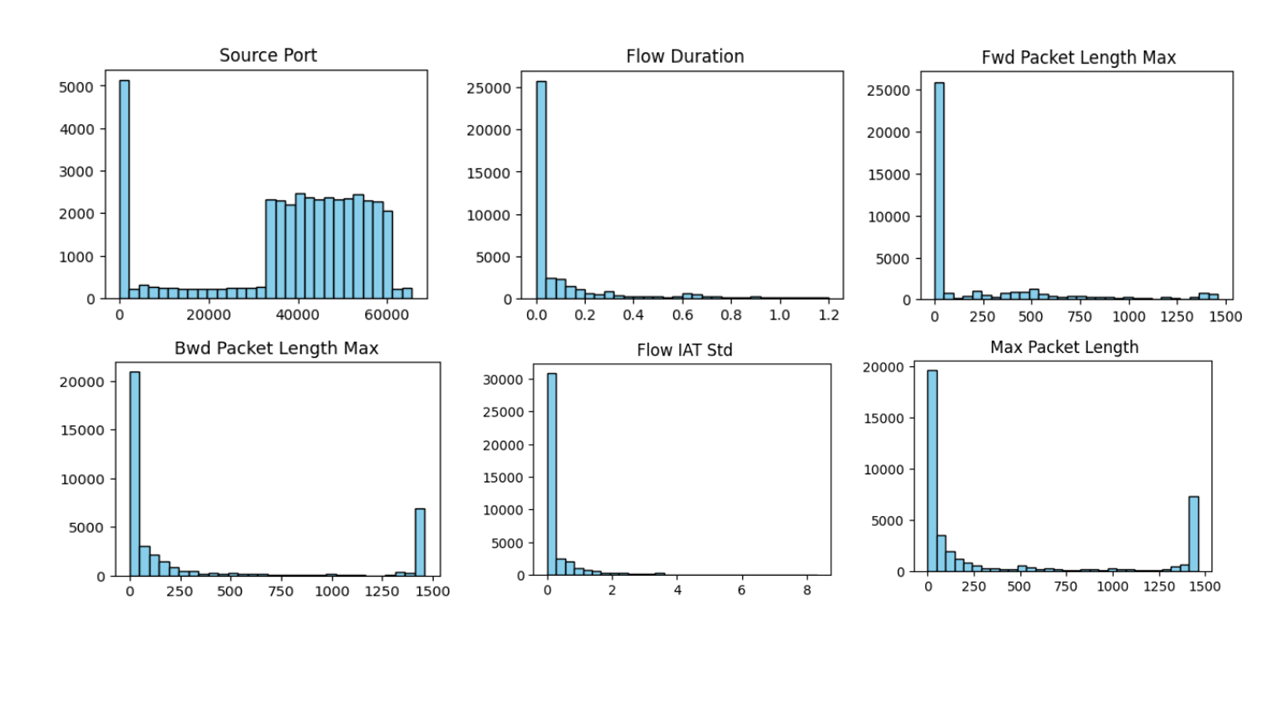 Source Port
5000
4000
3000
2000
1000
0
0 20000 40000 60000
Flow Duration
25000
20000
15000
10000
5000
0
0.0 0.2 0.4 0.6 0.8 1.0 1.2
Fwd Packet Length Max
25000
20000
15000
10000
5000
0
0 250 500 750 1000 1250 1500
Bwd Packet Length Max
20000
15000
10000
5000
0
0 250 500 750 1000 1250 1500
Flow IAT Std
30000
25000
20000
15000
10000
5000
0
0 2 4 6 8
Max Packet Length
20000
15000
10000
5000
0
0 250 500 750 1000 1250 1500